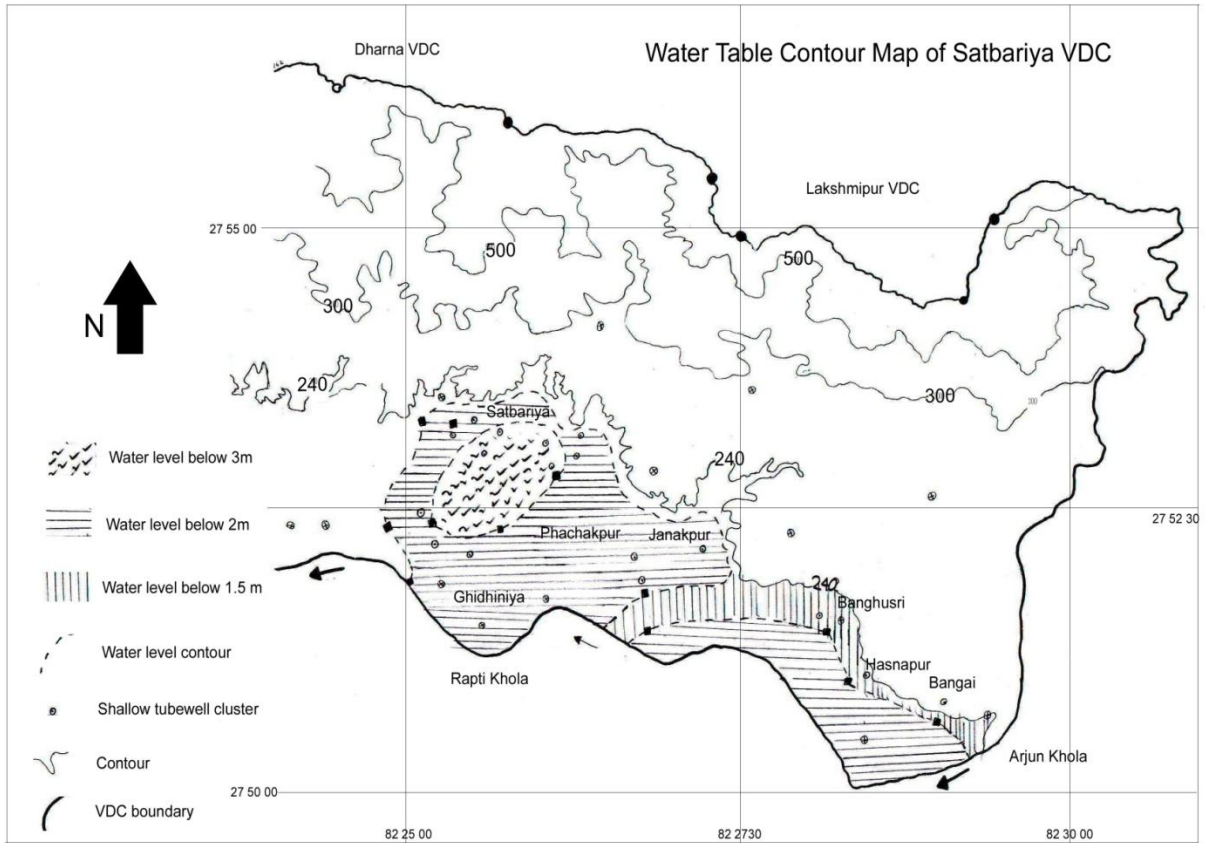 Water Table Contour Map of Satbariya VDC
Dharna VDC
Lakshmipur VDC
27 55 00
500
500
N
300
240
300
Satbariya
240
Water level below 3m
27 52 30
Water level below 2m
Phachakpur
Janakpur
Water level below 1.5 m
240
Banghusri
Ghidhiniya
Water level contour
Hasnapur
Rapti Khola
Bangai
Shallow tubewell cluster
Arjun Khola
Contour
27 50 00
VDC boundary
82 25 00
82 2730
82 30 00